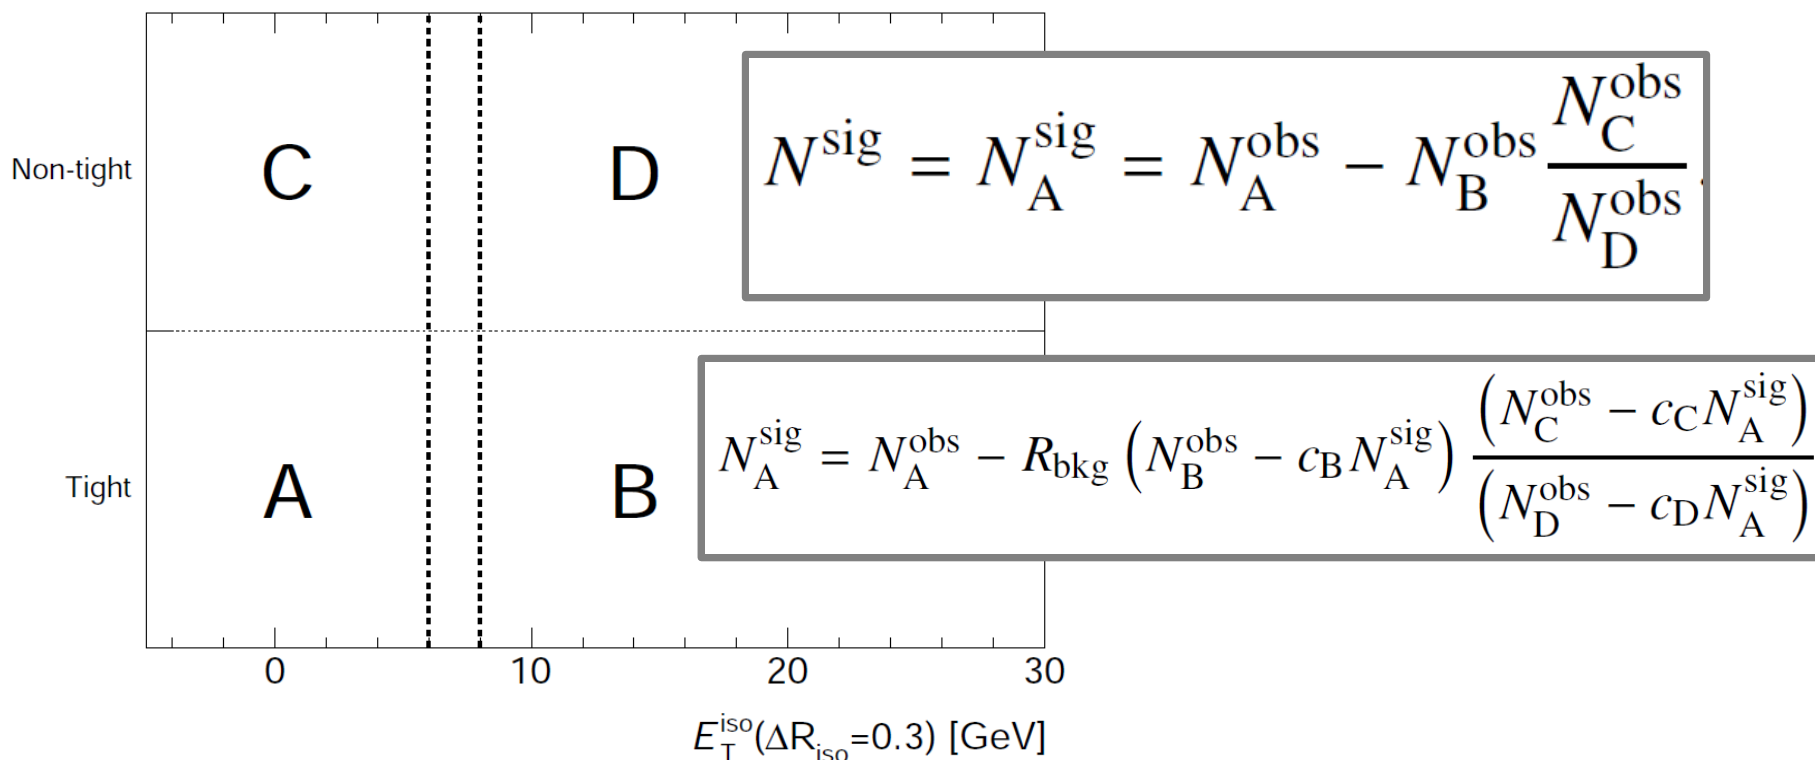 Non-tight
C
D
N^sig = N_A^sig = N_A^obs − N_B^obs N_C^obs / N_D^obs .
Tight
A
B
N_A^sig = N_A^obs − R_bkg (N_B^obs − c_B N_A^sig) (N_C^obs − c_C N_A^sig) / (N_D^obs − c_D N_A^sig)
0 10 20 30
E_T^iso(ΔR_iso=0.3) [GeV]